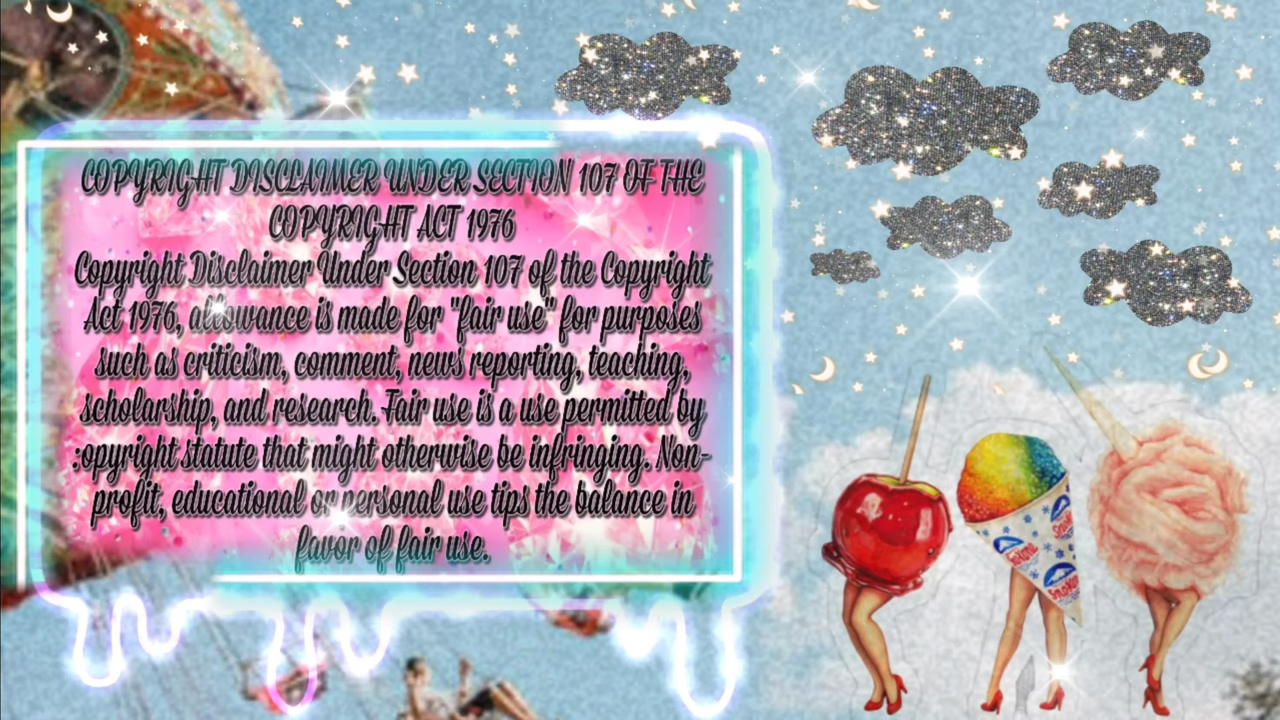 COPYRIGHT DISCLAIMER UNDER SECTION 107 OF THE
COPYRIGHT ACT 1976
Copyright Disclaimer Under Section 107 of the Copyright
Act 1976, allowance is made for "fair use" for purposes
such as criticism, comment, news reporting, teaching,
scholarship, and research. Fair use is a use permitted by
:opyright statute that might otherwise be infringing. Non-
profit, educational or personal use tips the balance in
favor of fair use.